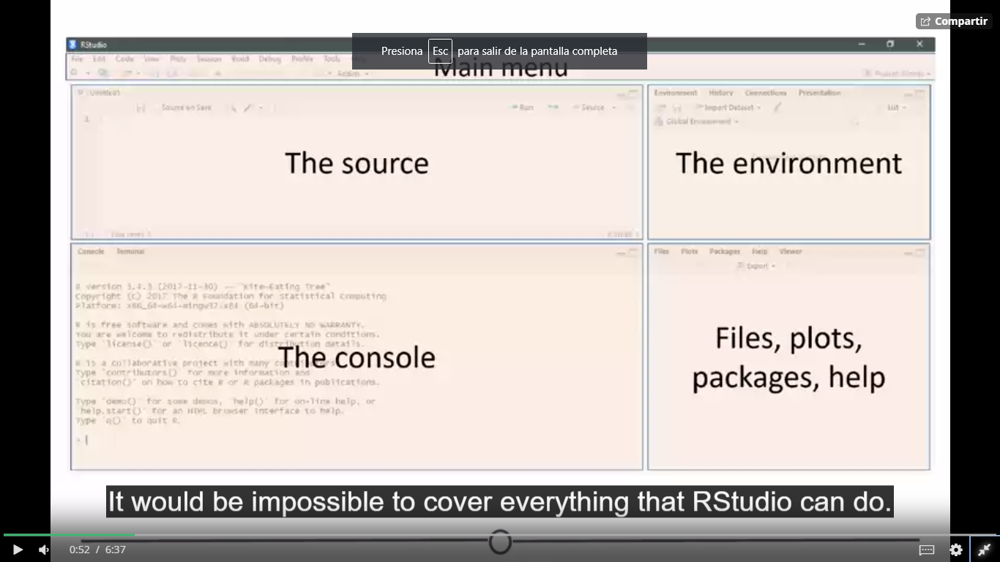 Compartir
RStudio
Presiona Esc para salir de la pantalla completa
File Edit Code View Plots Session Build Debug Profile Tools
Addins
Main menu
Untitled1
Source on Save
Run
Source
1
The source
Environment History Connections Presentation
Import Dataset
List
Global Environment
The environment
Console Terminal
R version 3.4.3 (2017-11-30) -- "Kite-Eating Tree"
Copyright (C) 2017 The R Foundation for Statistical Computing
Platform: x86_64-w64-mingw32/x64 (64-bit)
R is free software and comes with ABSOLUTELY NO WARRANTY.
You are welcome to redistribute it under certain conditions.
Type 'license()' or 'licence()' for distribution details.
R is a collaborative project with many contributors.
Type 'contributors()' for more information and
'citation()' on how to cite R or R packages in publications.
Type 'demo()' for some demos, 'help()' for on-line help, or
'help.start()' for an HTML browser interface to help.
Type 'q()' to quit R.
>
The console
Files Plots Packages Help Viewer
Export
Files, plots,
packages, help
It would be impossible to cover everything that RStudio can do.
0:52 / 6:37